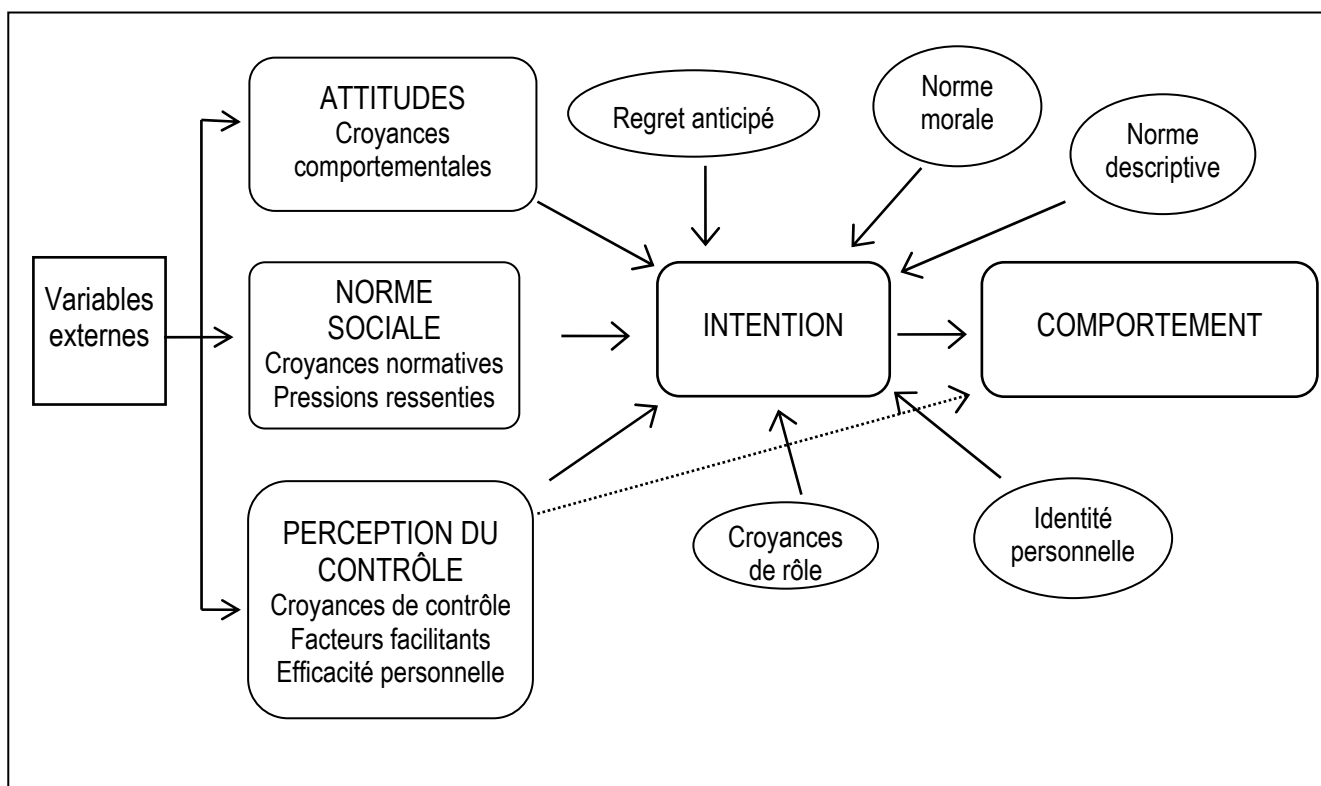 ATTITUDES
Croyances
comportementales
Regret anticipé
Norme
morale
Norme
descriptive
Variables
externes
NORME
SOCIALE
Croyances normatives
Pressions ressenties
INTENTION
COMPORTEMENT
PERCEPTION DU
CONTRÔLE
Croyances de contrôle
Facteurs facilitants
Efficacité personnelle
Croyances
de rôle
Identité
personnelle